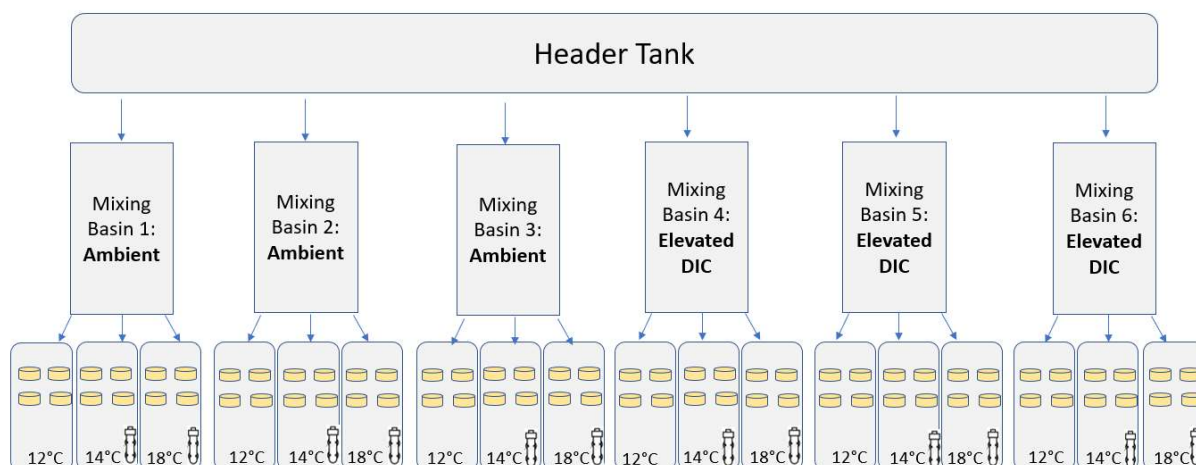 Header Tank
Mixing
Basin 1:
Ambient
Mixing
Basin 2:
Ambient
Mixing
Basin 3:
Ambient
Mixing
Basin 4:
Elevated
DIC
Mixing
Basin 5:
Elevated
DIC
Mixing
Basin 6:
Elevated
DIC
12°C 14°C 18°C 12°C 14°C 18°C 12°C 14°C 18°C 12°C 14°C 18°C 12°C 14°C 18°C 12°C 14°C 18°C